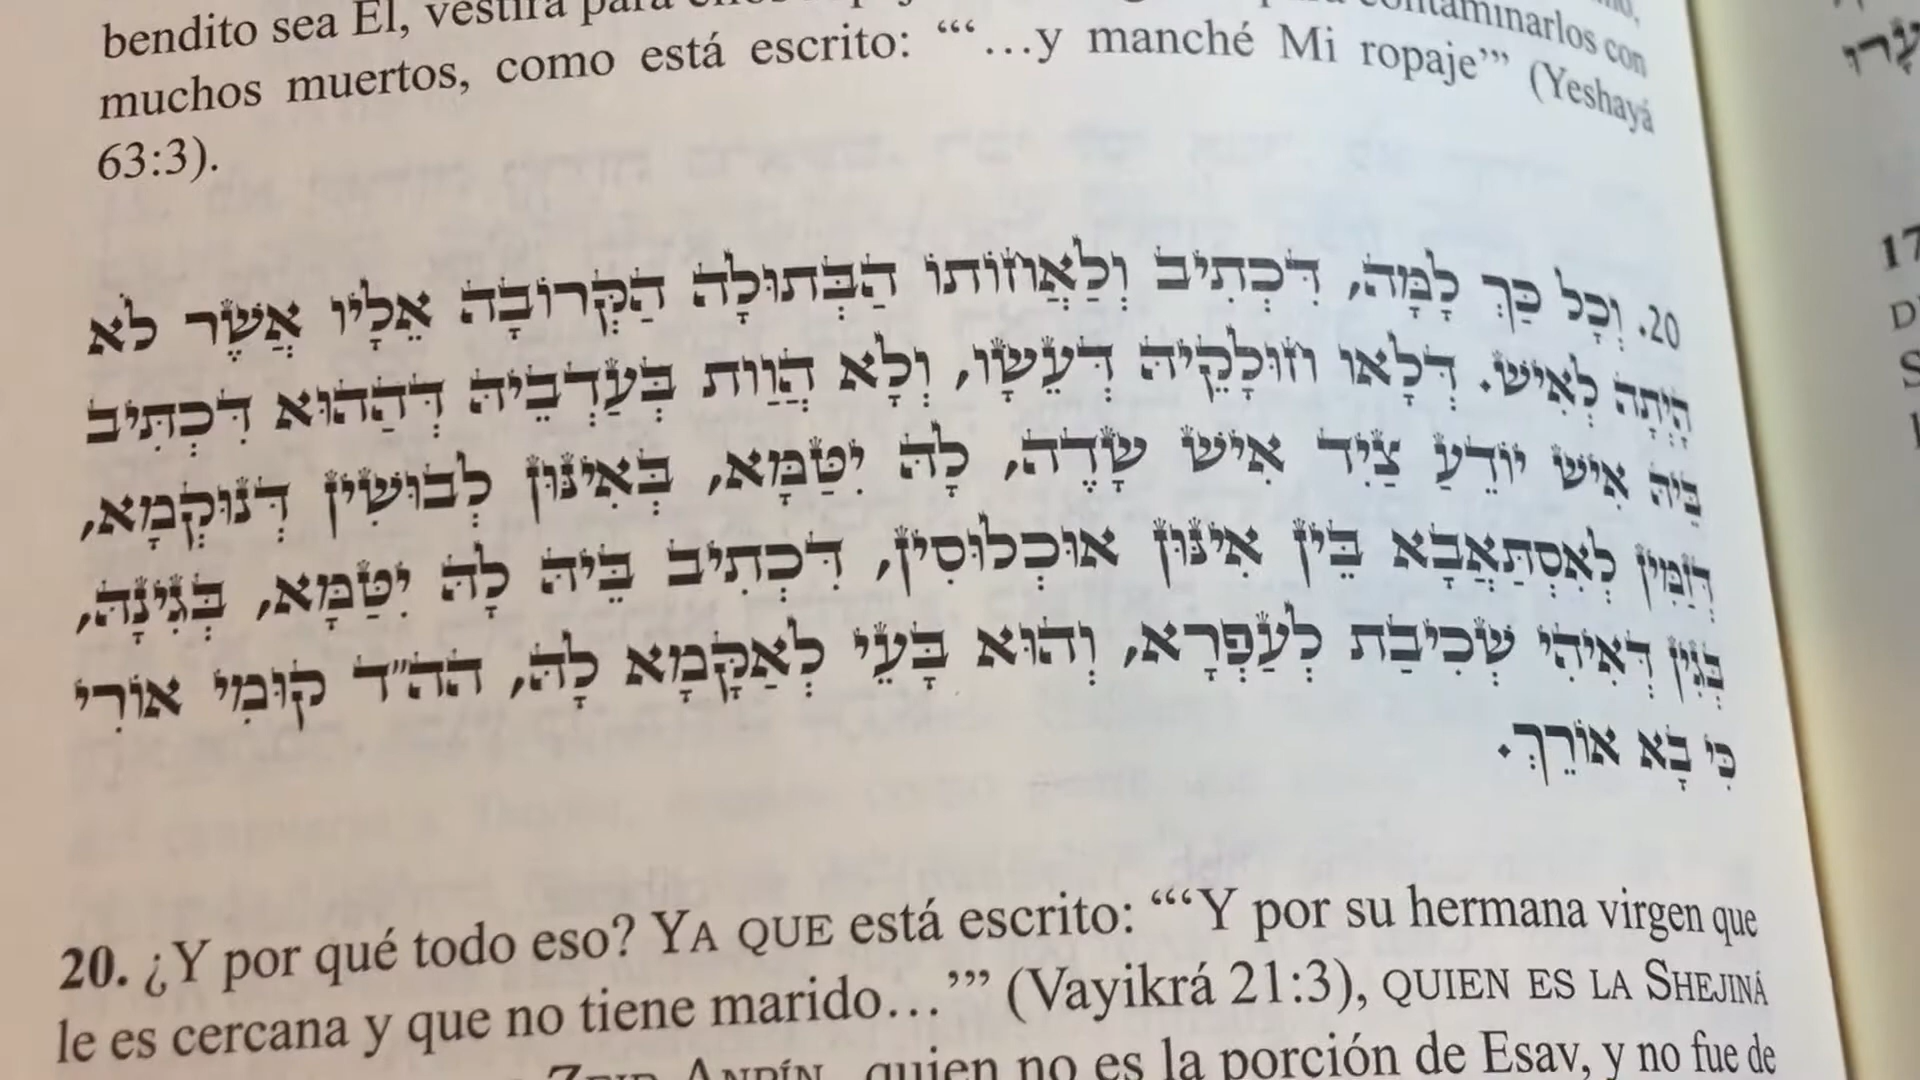 bendito sea Él, vestirá para
contaminarlos con
muchos muertos, como está escrito: “‘…y manché Mi ropaje’” (Yeshayá
63:3).
20. וְכָל כַּךְ לָמָּה, דִּכְתִיב וְלַאֲחוֹתוֹ הַבְּתוּלָה הַקְּרוֹבָה אֵלָיו אֲשֶׁר לֹא
הָיְתָה לְאִישׁ. דְּלָאו חוּלָקֵיהּ דְּעֵשָׂו, וְלָא הֲוַות בְּעַדְבֵיהּ דְּהַהוּא דִּכְתִיב
בֵּיהּ אִישׁ יוֹדֵעַ צַיִד אִישׁ שָׂדֶה, לָהּ יִטַּמָּא, בְּאִינּוּן לְבוּשִׁין דְּנוּקְמָא,
דְּזַמִּין לְאִסְתַּאֲבָא בֵּין אִינּוּן אוּכְלוּסִין, דִּכְתִיב בֵּיהּ לָהּ יִטַּמָּא, בְּגִינָהּ,
בְּגִין דְּאִיהִי שְׁכִיבַת לְעַפְרָא, וְהוּא בָּעֵי לְאַקָּמָא לָהּ, הה״ד קוּמִי אוֹרִי
כִּי בָא אוֹרֵךְ.
20. ¿Y por qué todo eso? YA QUE está escrito: “‘Y por su hermana virgen que
le es cercana y que no tiene marido…’” (Vayikrá 21:3), QUIEN ES LA SHEJINÁ
ZEIR ANPÍN, quien no es la porción de Esav, y no fue de
17